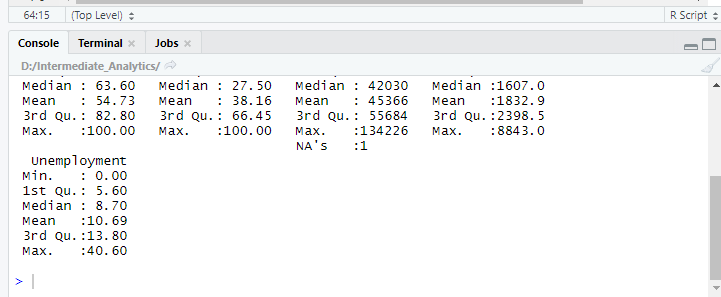 64:15 (Top Level) R Script
Console Terminal Jobs
D:/Intermediate_Analytics/
Median : 63.60 Median : 27.50 Median : 42030 Median :1607.0
Mean : 54.73 Mean : 38.16 Mean : 45366 Mean :1832.9
3rd Qu.: 82.80 3rd Qu.: 66.45 3rd Qu.: 55684 3rd Qu.:2398.5
Max. :100.00 Max. :100.00 Max. :134226 Max. :8843.0
NA's :1
Unemployment
Min. : 0.00
1st Qu.: 5.60
Median : 8.70
Mean :10.69
3rd Qu.:13.80
Max. :40.60
>